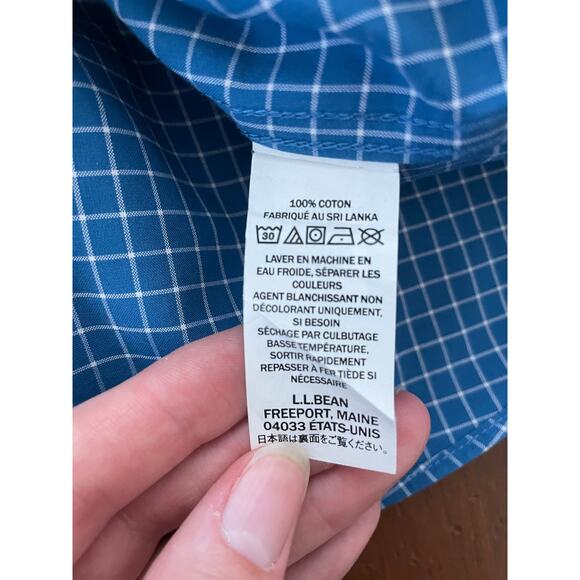 100% COTON
FABRIQUÉ AU SRI LANKA
30
LAVER EN MACHINE EN
EAU FROIDE, SÉPARER LES
COULEURS
AGENT BLANCHISSANT NON
DÉCOLORANT UNIQUEMENT,
SI BESOIN
SÉCHAGE PAR CULBUTAGE
BASSE TEMPÉRATURE,
SORTIR RAPIDEMENT
REPASSER À FER TIÈDE SI
NÉCESSAIRE
L.L.BEAN
FREEPORT, MAINE
04033 ÉTATS-UNIS
日本語は裏面をご覧ください。